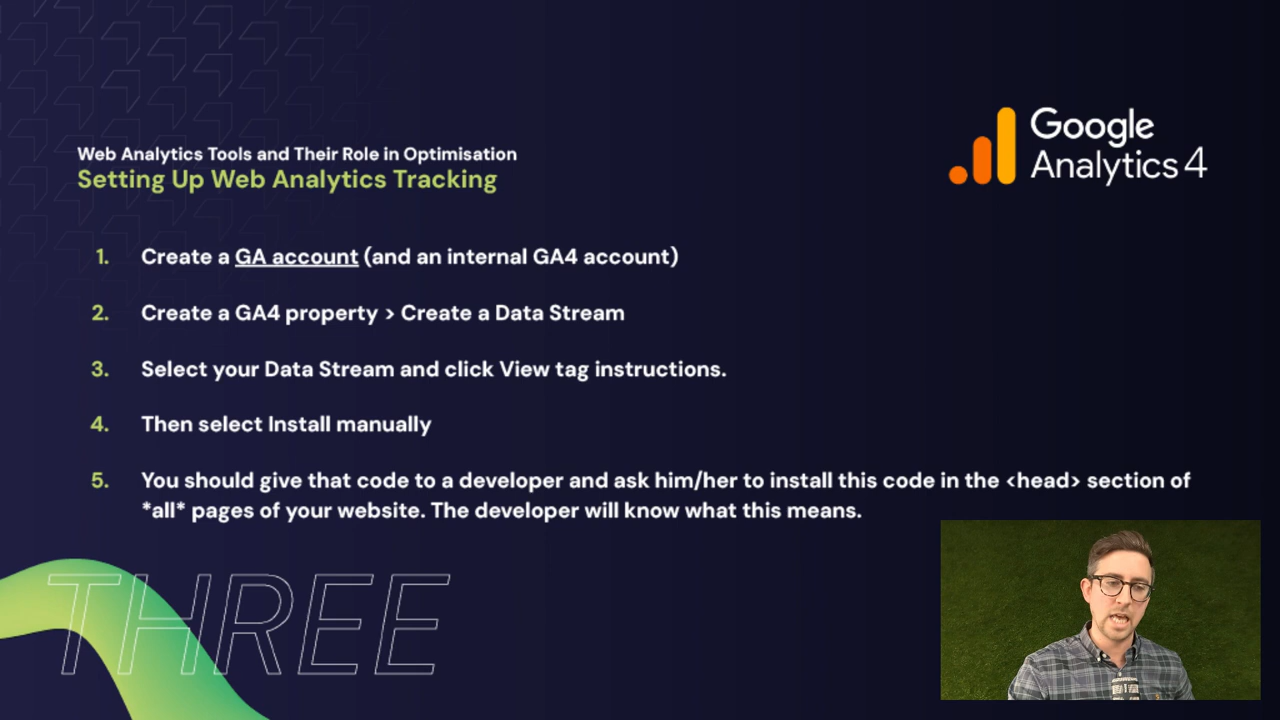 Web Analytics Tools and Their Role in Optimisation
Setting Up Web Analytics Tracking
Google
Analytics 4
1. Create a GA account (and an internal GA4 account)
2. Create a GA4 property > Create a Data Stream
3. Select your Data Stream and click View tag instructions.
4. Then select Install manually
5. You should give that code to a developer and ask him/her to install this code in the <head> section of
*all* pages of your website. The developer will know what this means.
THREE